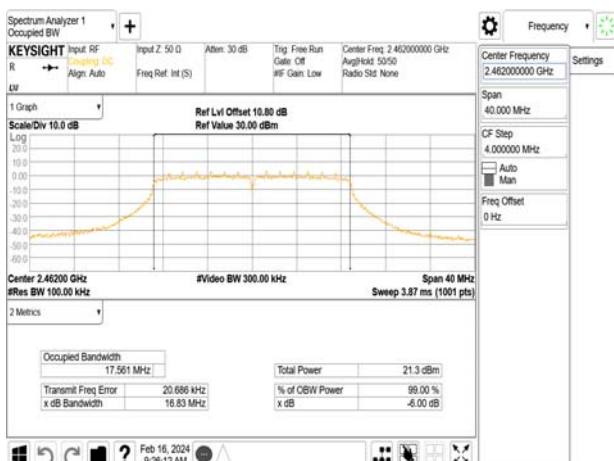 Spectrum Analyzer 1
Occupied BW
Frequency
KEYSIGHT
Input: RF
Coupling: DC
Align: Auto
Input Z: 50 Ω
Freq Ref: Int (S)
Atten: 30 dB
Trig: Free Run
Gate: Off
#IF Gain: Low
Center Freq: 2.462000000 GHz
Avg|Hold: 50/50
Radio Std: None
R
Center Frequency
2.462000000 GHz
Settings
Span
40.000 MHz
CF Step
4.000000 MHz
Auto
Man
Freq Offset
0 Hz
1 Graph
Scale/Div 10.0 dB
Ref Lvl Offset 10.80 dB
Ref Value 30.00 dBm
Log
20.0
10.0
0.00
-10.0
-20.0
-30.0
-40.0
-50.0
-60.0
Center 2.46200 GHz
#Res BW 100.00 kHz
#Video BW 300.00 kHz
Span 40 MHz
Sweep 3.87 ms (1001 pts)
2 Metrics
Occupied Bandwidth
17.561 MHz
Transmit Freq Error 20.686 kHz
x dB Bandwidth 16.83 MHz
Total Power 21.3 dBm
% of OBW Power 99.00 %
x dB -6.00 dB
Feb 16, 2024
9:26:12 AM